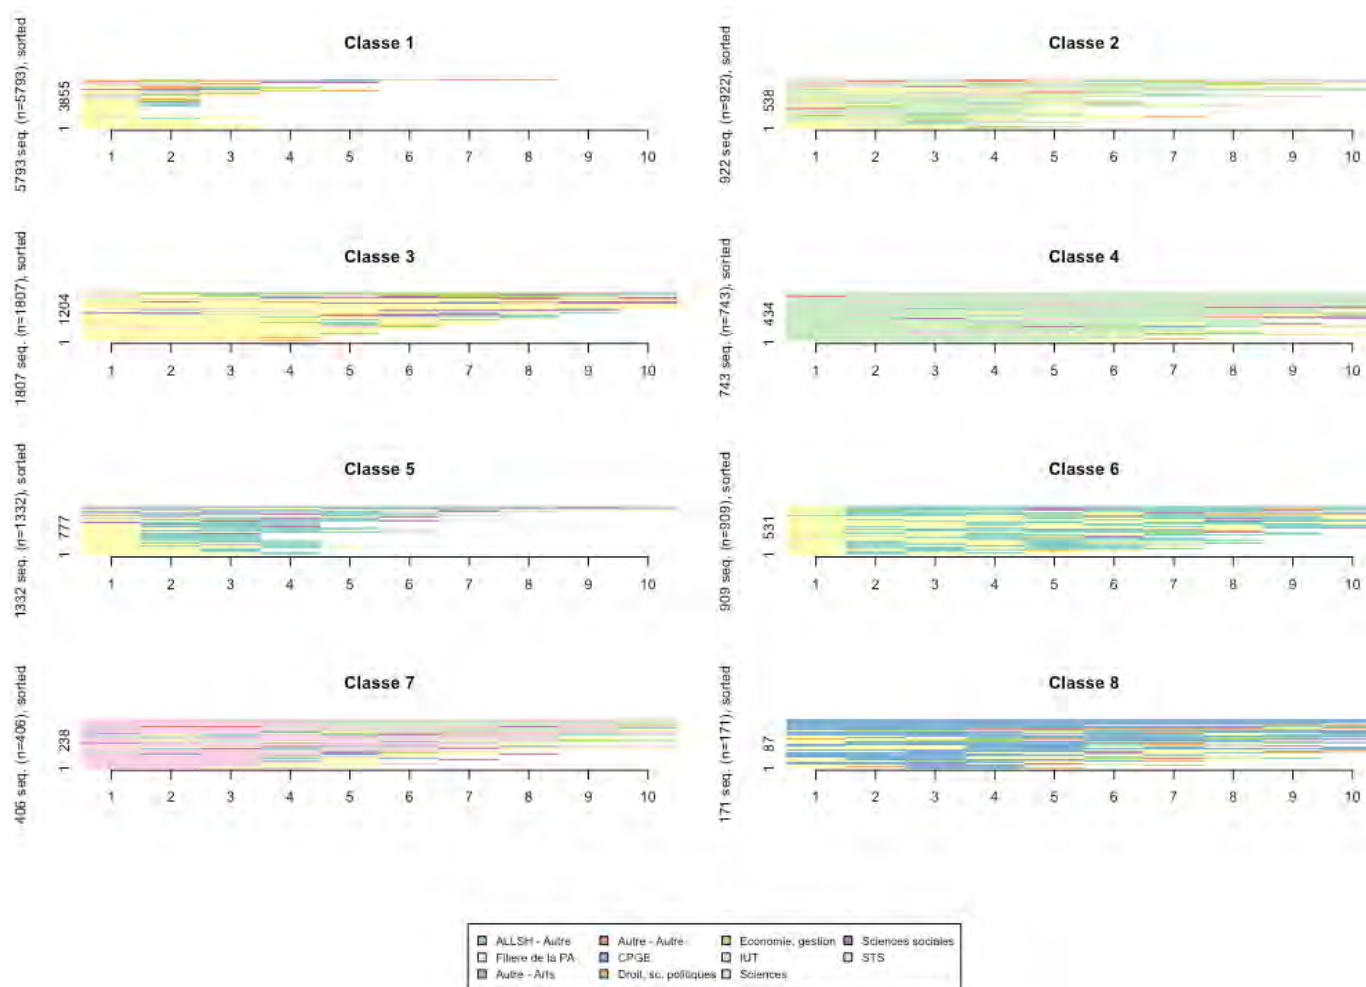 Classe 1
5793 seq. (n=5793), sorted
1 3855
1 2 3 4 5 6 7 8 9 10
Classe 2
922 seq. (n=922), sorted
1 538
1 2 3 4 5 6 7 8 9 10
Classe 3
1807 seq. (n=1807), sorted
1 1204
1 2 3 4 5 6 7 8 9 10
Classe 4
743 seq. (n=743), sorted
1 434
1 2 3 4 5 6 7 8 9 10
Classe 5
1332 seq. (n=1332), sorted
1 777
1 2 3 4 5 6 7 8 9 10
Classe 6
909 seq. (n=909), sorted
1 531
1 2 3 4 5 6 7 8 9 10
Classe 7
406 seq. (n=406), sorted
1 238
1 2 3 4 5 6 7 8 9 10
Classe 8
171 seq. (n=171), sorted
1 87
1 2 3 4 5 6 7 8 9 10
ALLSH - Autre Autre - Autre Economie, gestion Sciences sociales
Filiere de la PA CPGE IUT STS
Autre - Arts Droit, sc. politiques Sciences